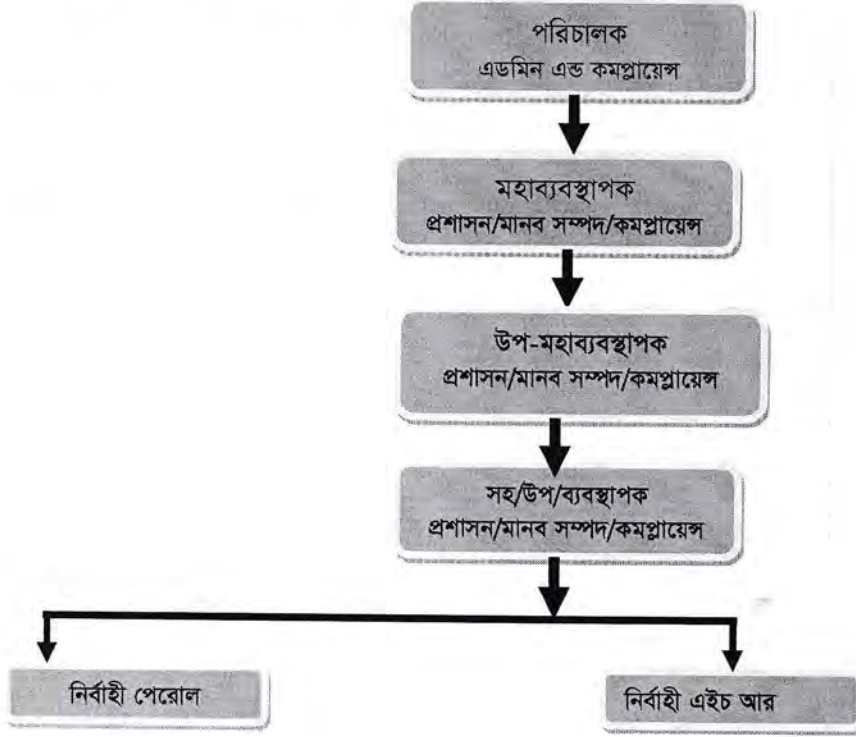 পরিচালক
এডমিন এন্ড কমপ্লায়েন্স
মহাব্যবস্থাপক
প্রশাসন/মানব সম্পদ/কমপ্লায়েন্স
উপ-মহাব্যবস্থাপক
প্রশাসন/মানব সম্পদ/কমপ্লায়েন্স
সহ/উপ/ব্যবস্থাপক
প্রশাসন/মানব সম্পদ/কমপ্লায়েন্স
নির্বাহী পেরোল
নির্বাহী এইচ আর